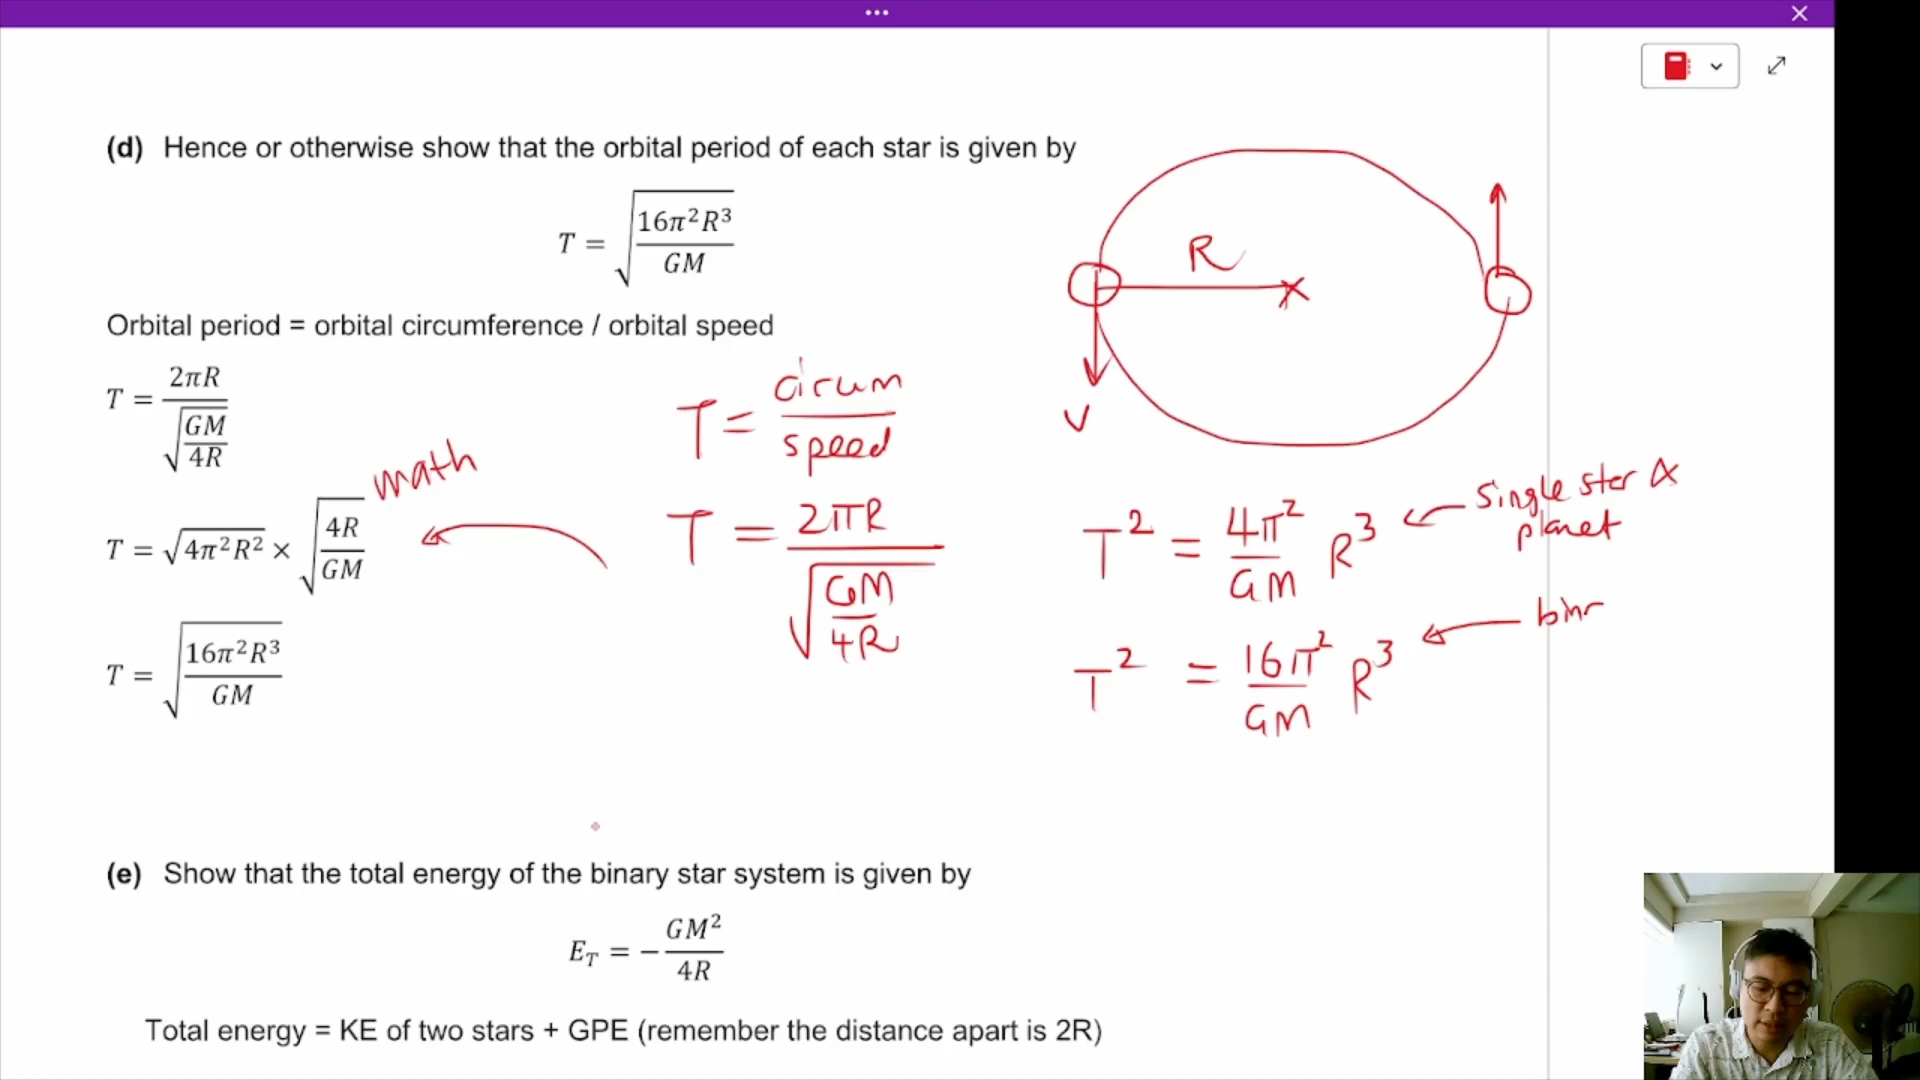 (d) Hence or otherwise show that the orbital period of each star is given by
T = √(16π²R³/GM)
Orbital period = orbital circumference / orbital speed
T = 2πR/√(GM/4R)
T = √(4π²R²) × √(4R/GM)
T = √(16π²R³/GM)
math
T = circum/speed
T = 2πR/√(GM/4R)
R
V
T² = 4π²/GM R³
single star &
planet
T² = 16π²/GM R³
binr
(e) Show that the total energy of the binary star system is given by
E_T = −GM²/4R
Total energy = KE of two stars + GPE (remember the distance apart is 2R)